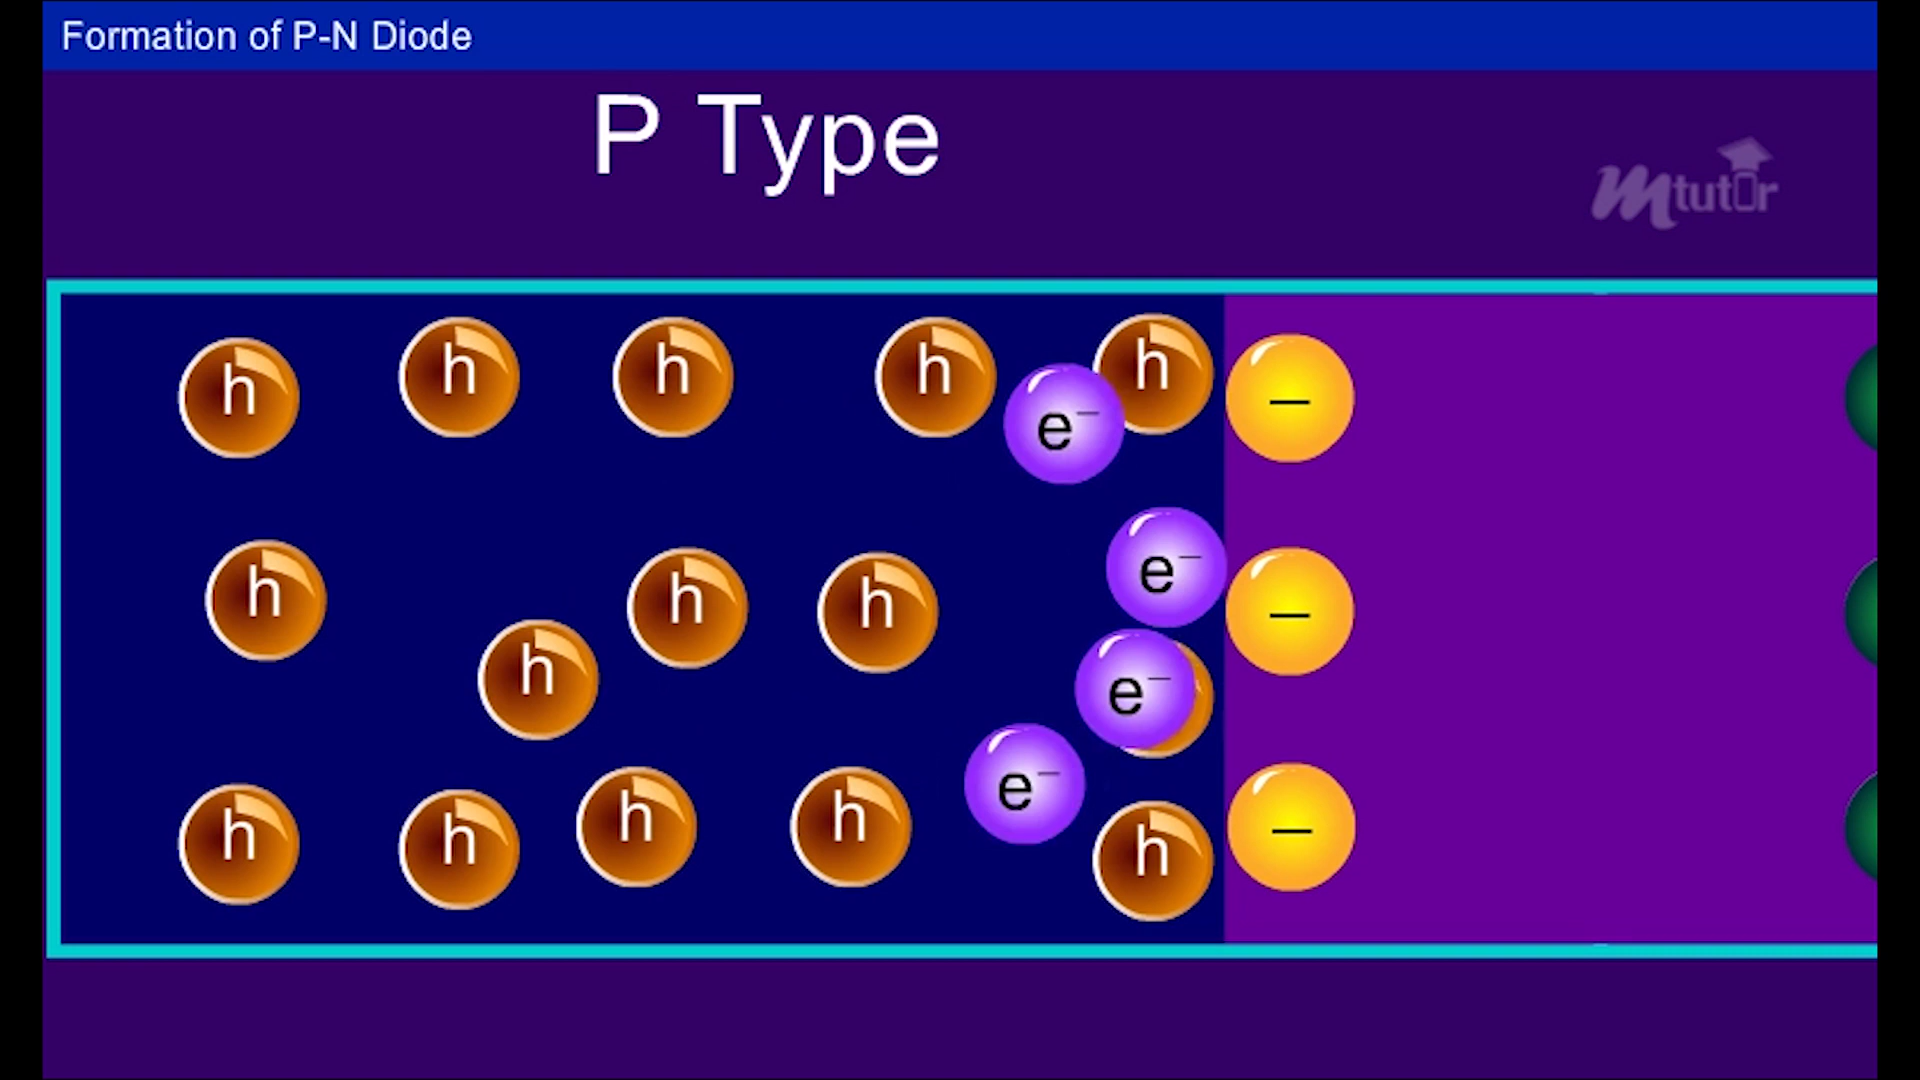 Formation of P-N Diode
P Type
mtutor
h h h h h
e⁻
–
e⁻
h h h h
–
e⁻
e⁻
h h h h h
–